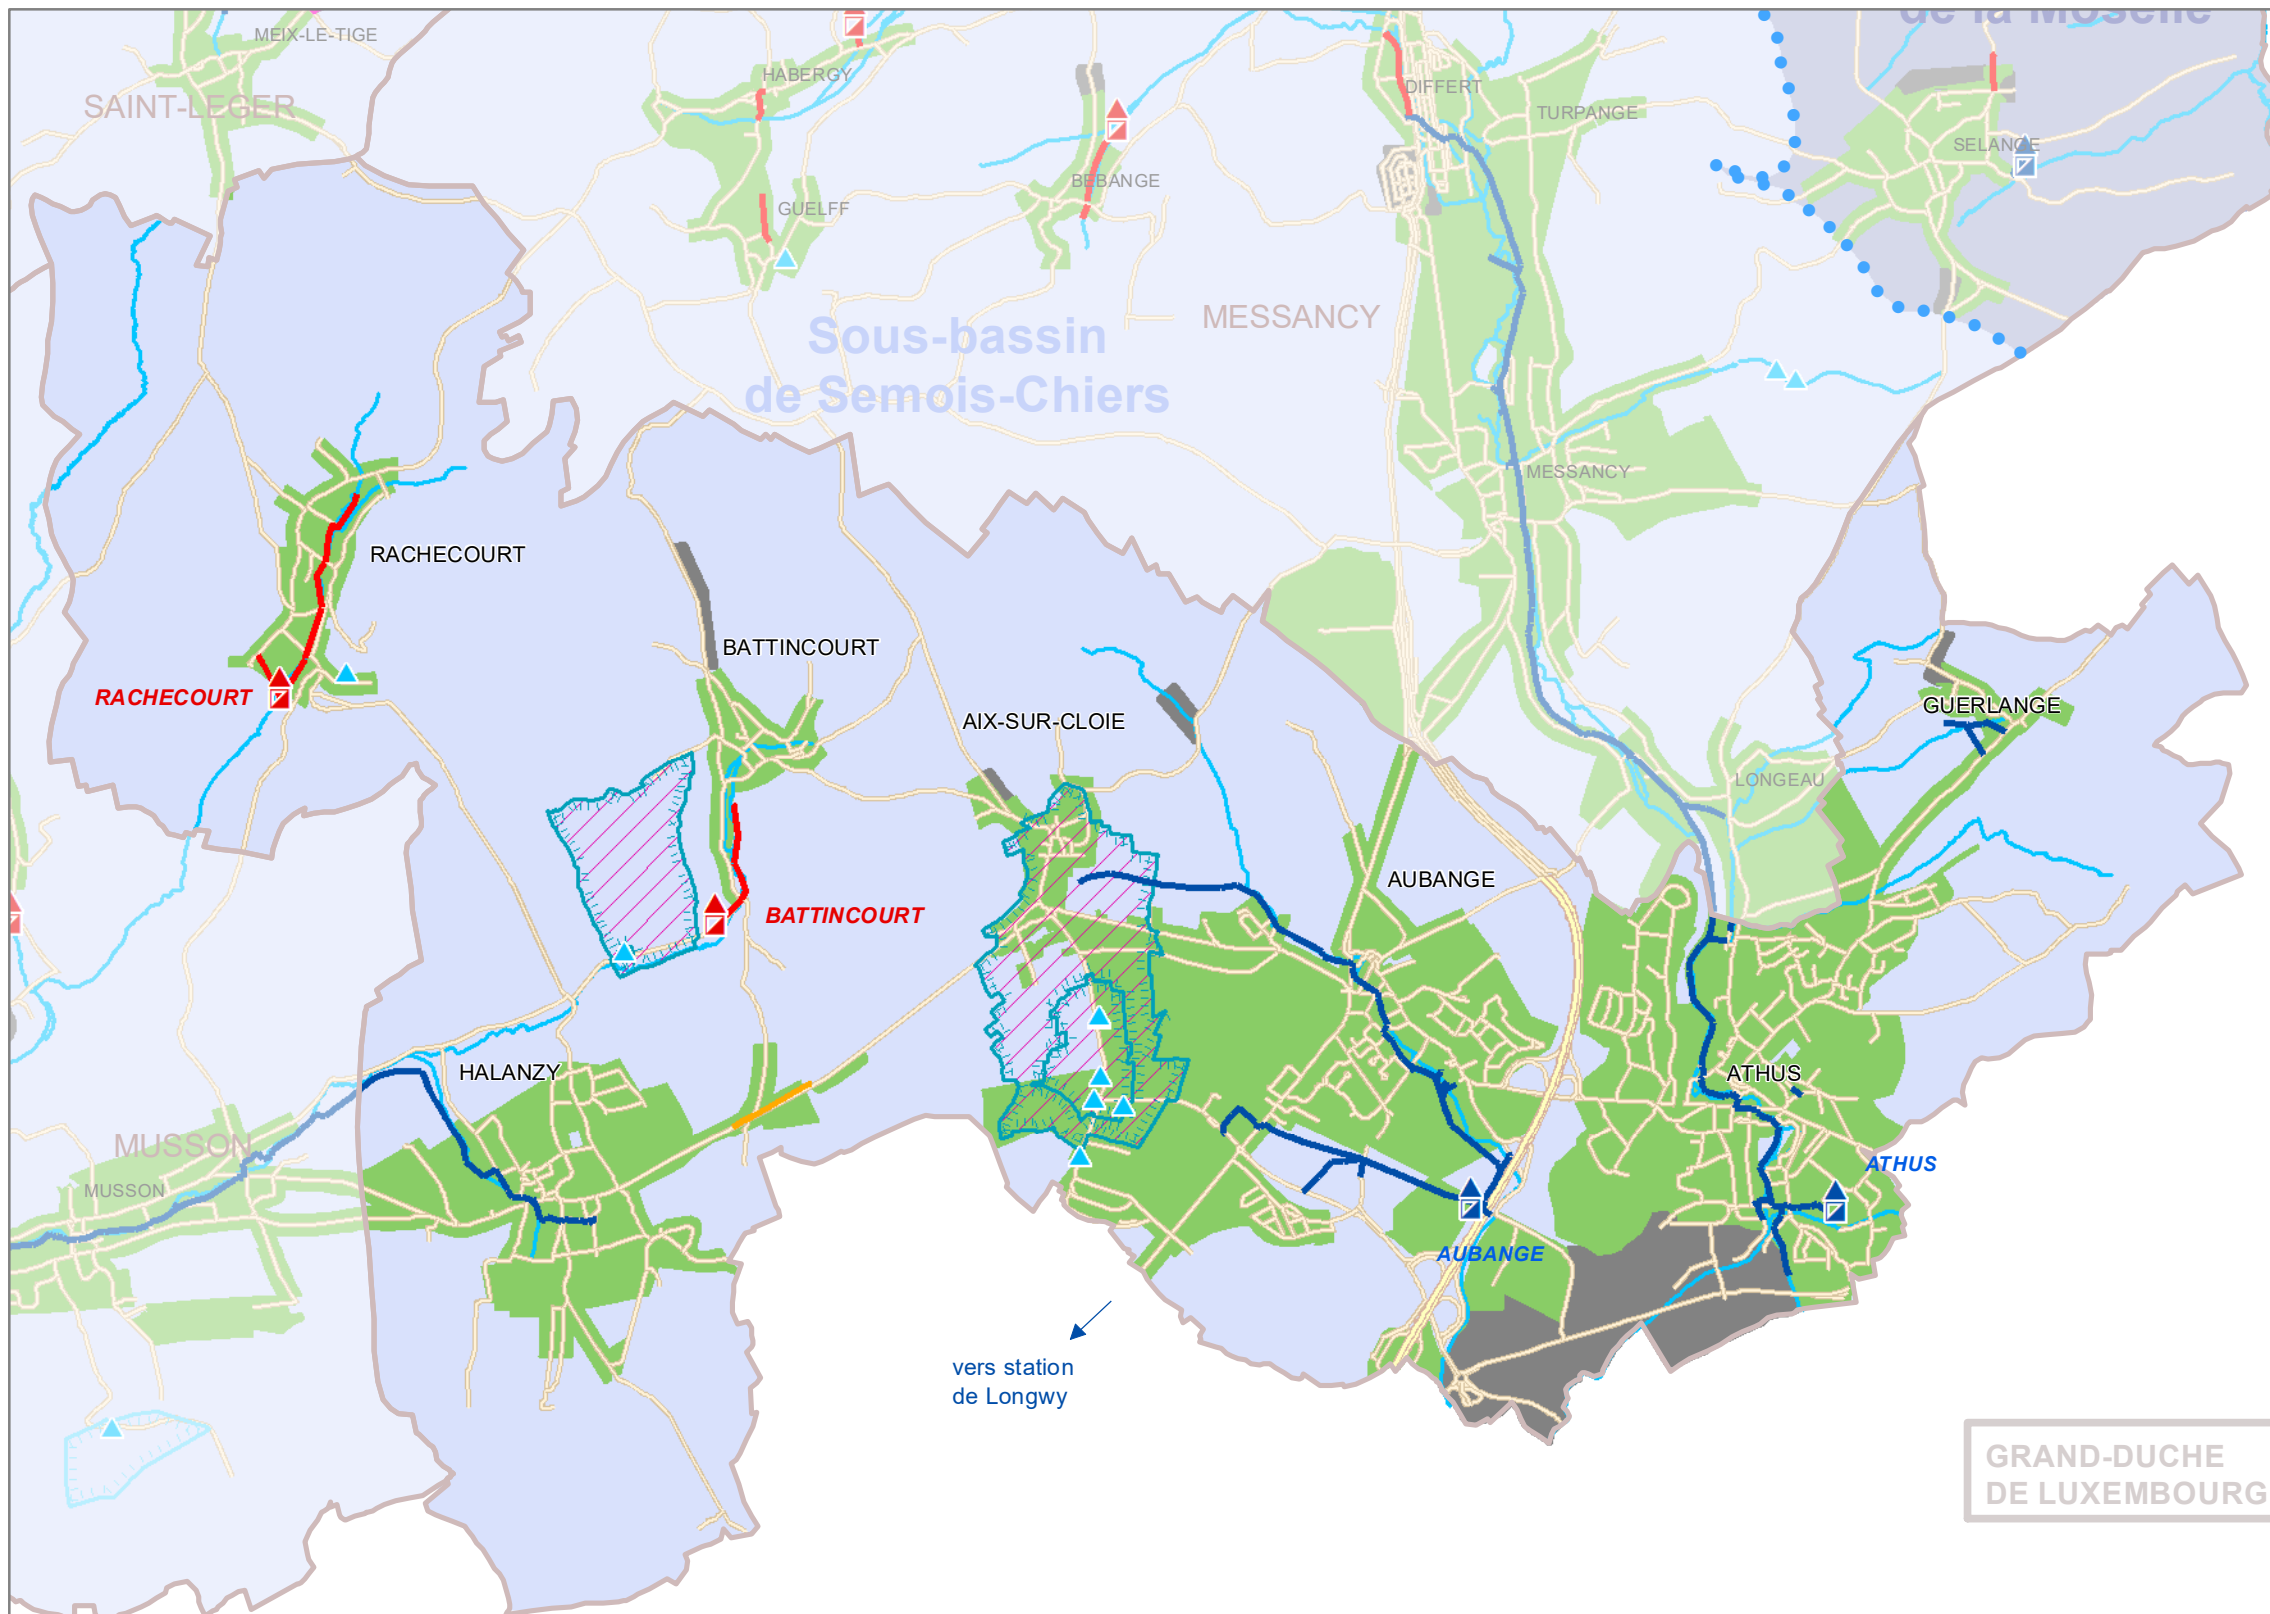 de la Moselle
MEIX-LE-TIGE
HABERGY
DIFFERT
SAINT-LEGER
TURPANGE
SELANGE
BEBANGE
GUELFF
MESSANCY
Sous-bassin
de Semois-Chiers
MESSANCY
RACHECOURT
BATTINCOURT
RACHECOURT
GUERLANGE
AIX-SUR-CLOIE
LONGEAU
AUBANGE
BATTINCOURT
HALANZY
ATHUS
MUSSON
ATHUS
MUSSON
AUBANGE
vers station
de Longwy
GRAND-DUCHE
DE LUXEMBOURG